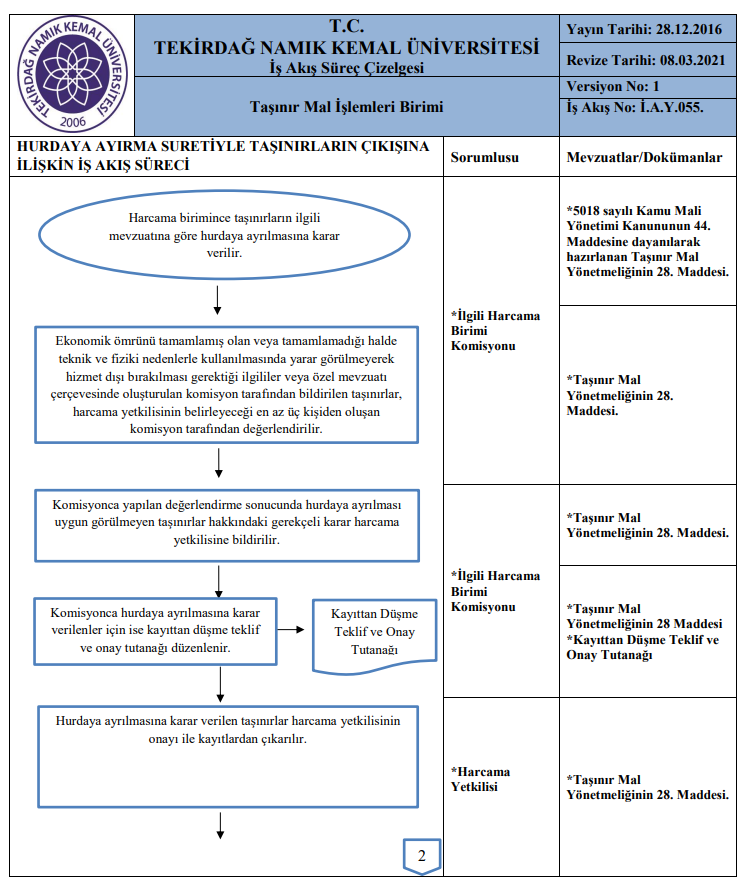 TEKİRDAĞ NAMIK KEMAL ÜNİVERSİTESİ
2006
T.C.
TEKİRDAĞ NAMIK KEMAL ÜNİVERSİTESİ
İş Akış Süreç Çizelgesi
Taşınır Mal İşlemleri Birimi
Yayın Tarihi: 28.12.2016
Revize Tarihi: 08.03.2021
Versiyon No: 1
İş Akış No: İ.A.Y.055.
HURDAYA AYIRMA SURETİYLE TAŞINIRLARIN ÇIKIŞINA
İLİŞKİN İŞ AKIŞ SÜRECİ
Sorumlusu
Mevzuatlar/Dokümanlar
Harcama birimince taşınırların ilgili
mevzuatına göre hurdaya ayrılmasına karar
verilir.
*5018 sayılı Kamu Mali
Yönetimi Kanununun 44.
Maddesine dayanılarak
hazırlanan Taşınır Mal
Yönetmeliğinin 28. Maddesi.
*İlgili Harcama
Birimi
Komisyonu
Ekonomik ömrünü tamamlamış olan veya tamamlamadığı halde
teknik ve fiziki nedenlerle kullanılmasında yarar görülmeyerek
hizmet dışı bırakılması gerektiği ilgililer veya özel mevzuatı
çerçevesinde oluşturulan komisyon tarafından bildirilen taşınırlar,
harcama yetkilisinin belirleyeceği en az üç kişiden oluşan
komisyon tarafından değerlendirilir.
*Taşınır Mal
Yönetmeliğinin 28.
Maddesi.
Komisyonca yapılan değerlendirme sonucunda hurdaya ayrılması
uygun görülmeyen taşınırlar hakkındaki gerekçeli karar harcama
yetkilisine bildirilir.
*Taşınır Mal
Yönetmeliğinin 28. Maddesi.
*İlgili Harcama
Birimi
Komisyonu
Komisyonca hurdaya ayrılmasına karar
verilenler için ise kayıttan düşme teklif
ve onay tutanağı düzenlenir.
Kayıttan Düşme
Teklif ve Onay
Tutanağı
*Taşınır Mal
Yönetmeliğinin 28 Maddesi
*Kayıttan Düşme Teklif ve
Onay Tutanağı
Hurdaya ayrılmasına karar verilen taşınırlar harcama yetkilisinin
onayı ile kayıtlardan çıkarılır.
*Harcama
Yetkilisi
*Taşınır Mal
Yönetmeliğinin 28. Maddesi.
2